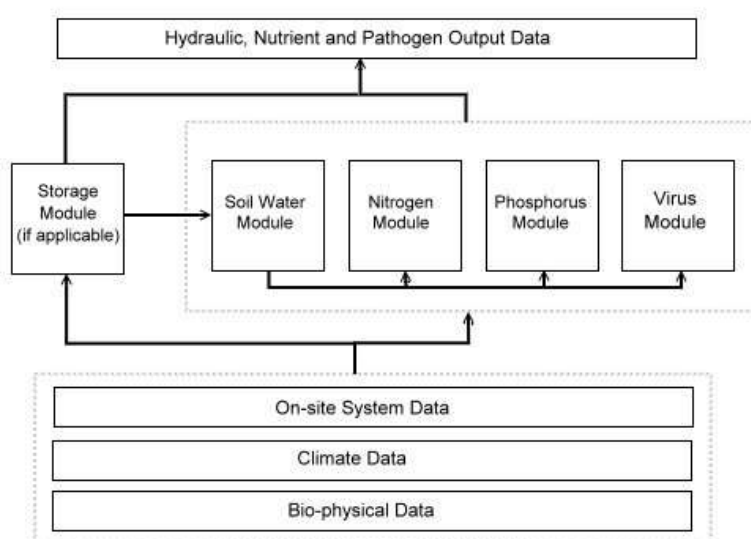 Hydraulic, Nutrient and Pathogen Output Data
Storage
Module
(if applicable)
Soil Water
Module
Nitrogen
Module
Phosphorus
Module
Virus
Module
On-site System Data
Climate Data
Bio-physical Data